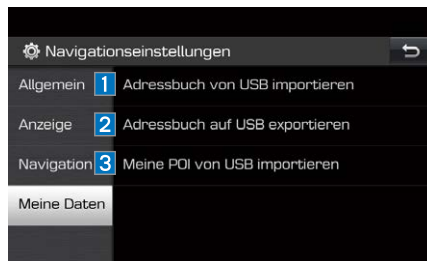 Navigationseinstellungen
Allgemein 1 Adressbuch von USB importieren
Anzeige 2 Adressbuch auf USB exportieren
Navigation 3 Meine POI von USB importieren
Meine Daten